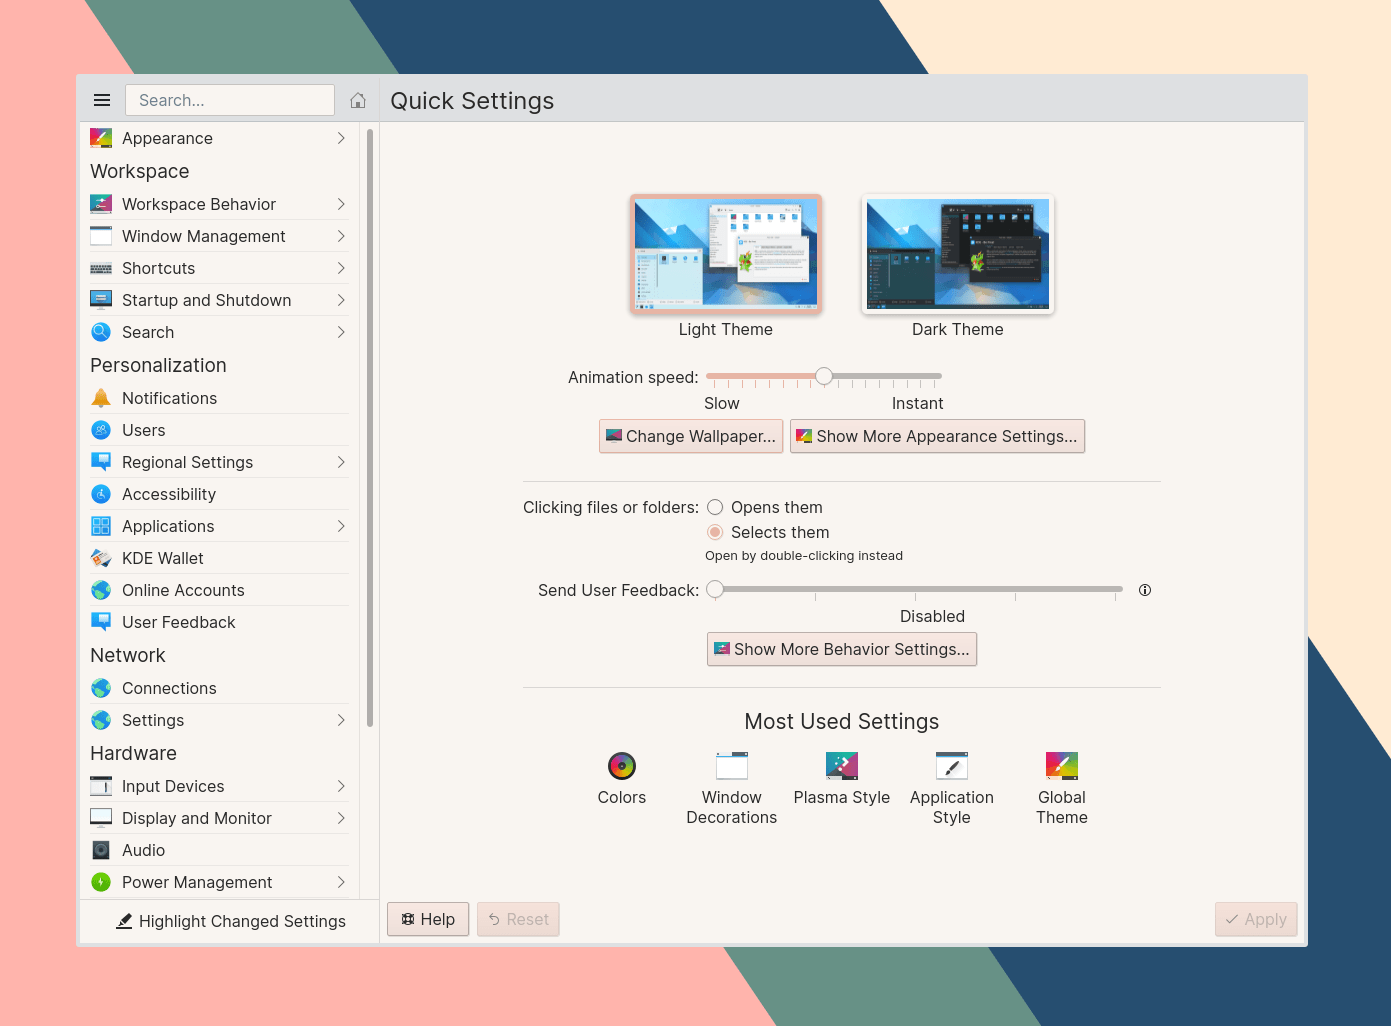 Search...
Quick Settings
Appearance
Workspace
Workspace Behavior
Window Management
Shortcuts
Startup and Shutdown
Search
Personalization
Notifications
Users
Regional Settings
Accessibility
Applications
KDE Wallet
Online Accounts
User Feedback
Network
Connections
Settings
Hardware
Input Devices
Display and Monitor
Audio
Power Management
Highlight Changed Settings
Light Theme
Dark Theme
Animation speed:
Slow
Instant
Change Wallpaper...
Show More Appearance Settings...
Clicking files or folders:
Opens them
Selects them
Open by double-clicking instead
Send User Feedback:
Disabled
Show More Behavior Settings...
Most Used Settings
Colors
Window
Decorations
Plasma Style
Application
Style
Global
Theme
Help
Reset
Apply